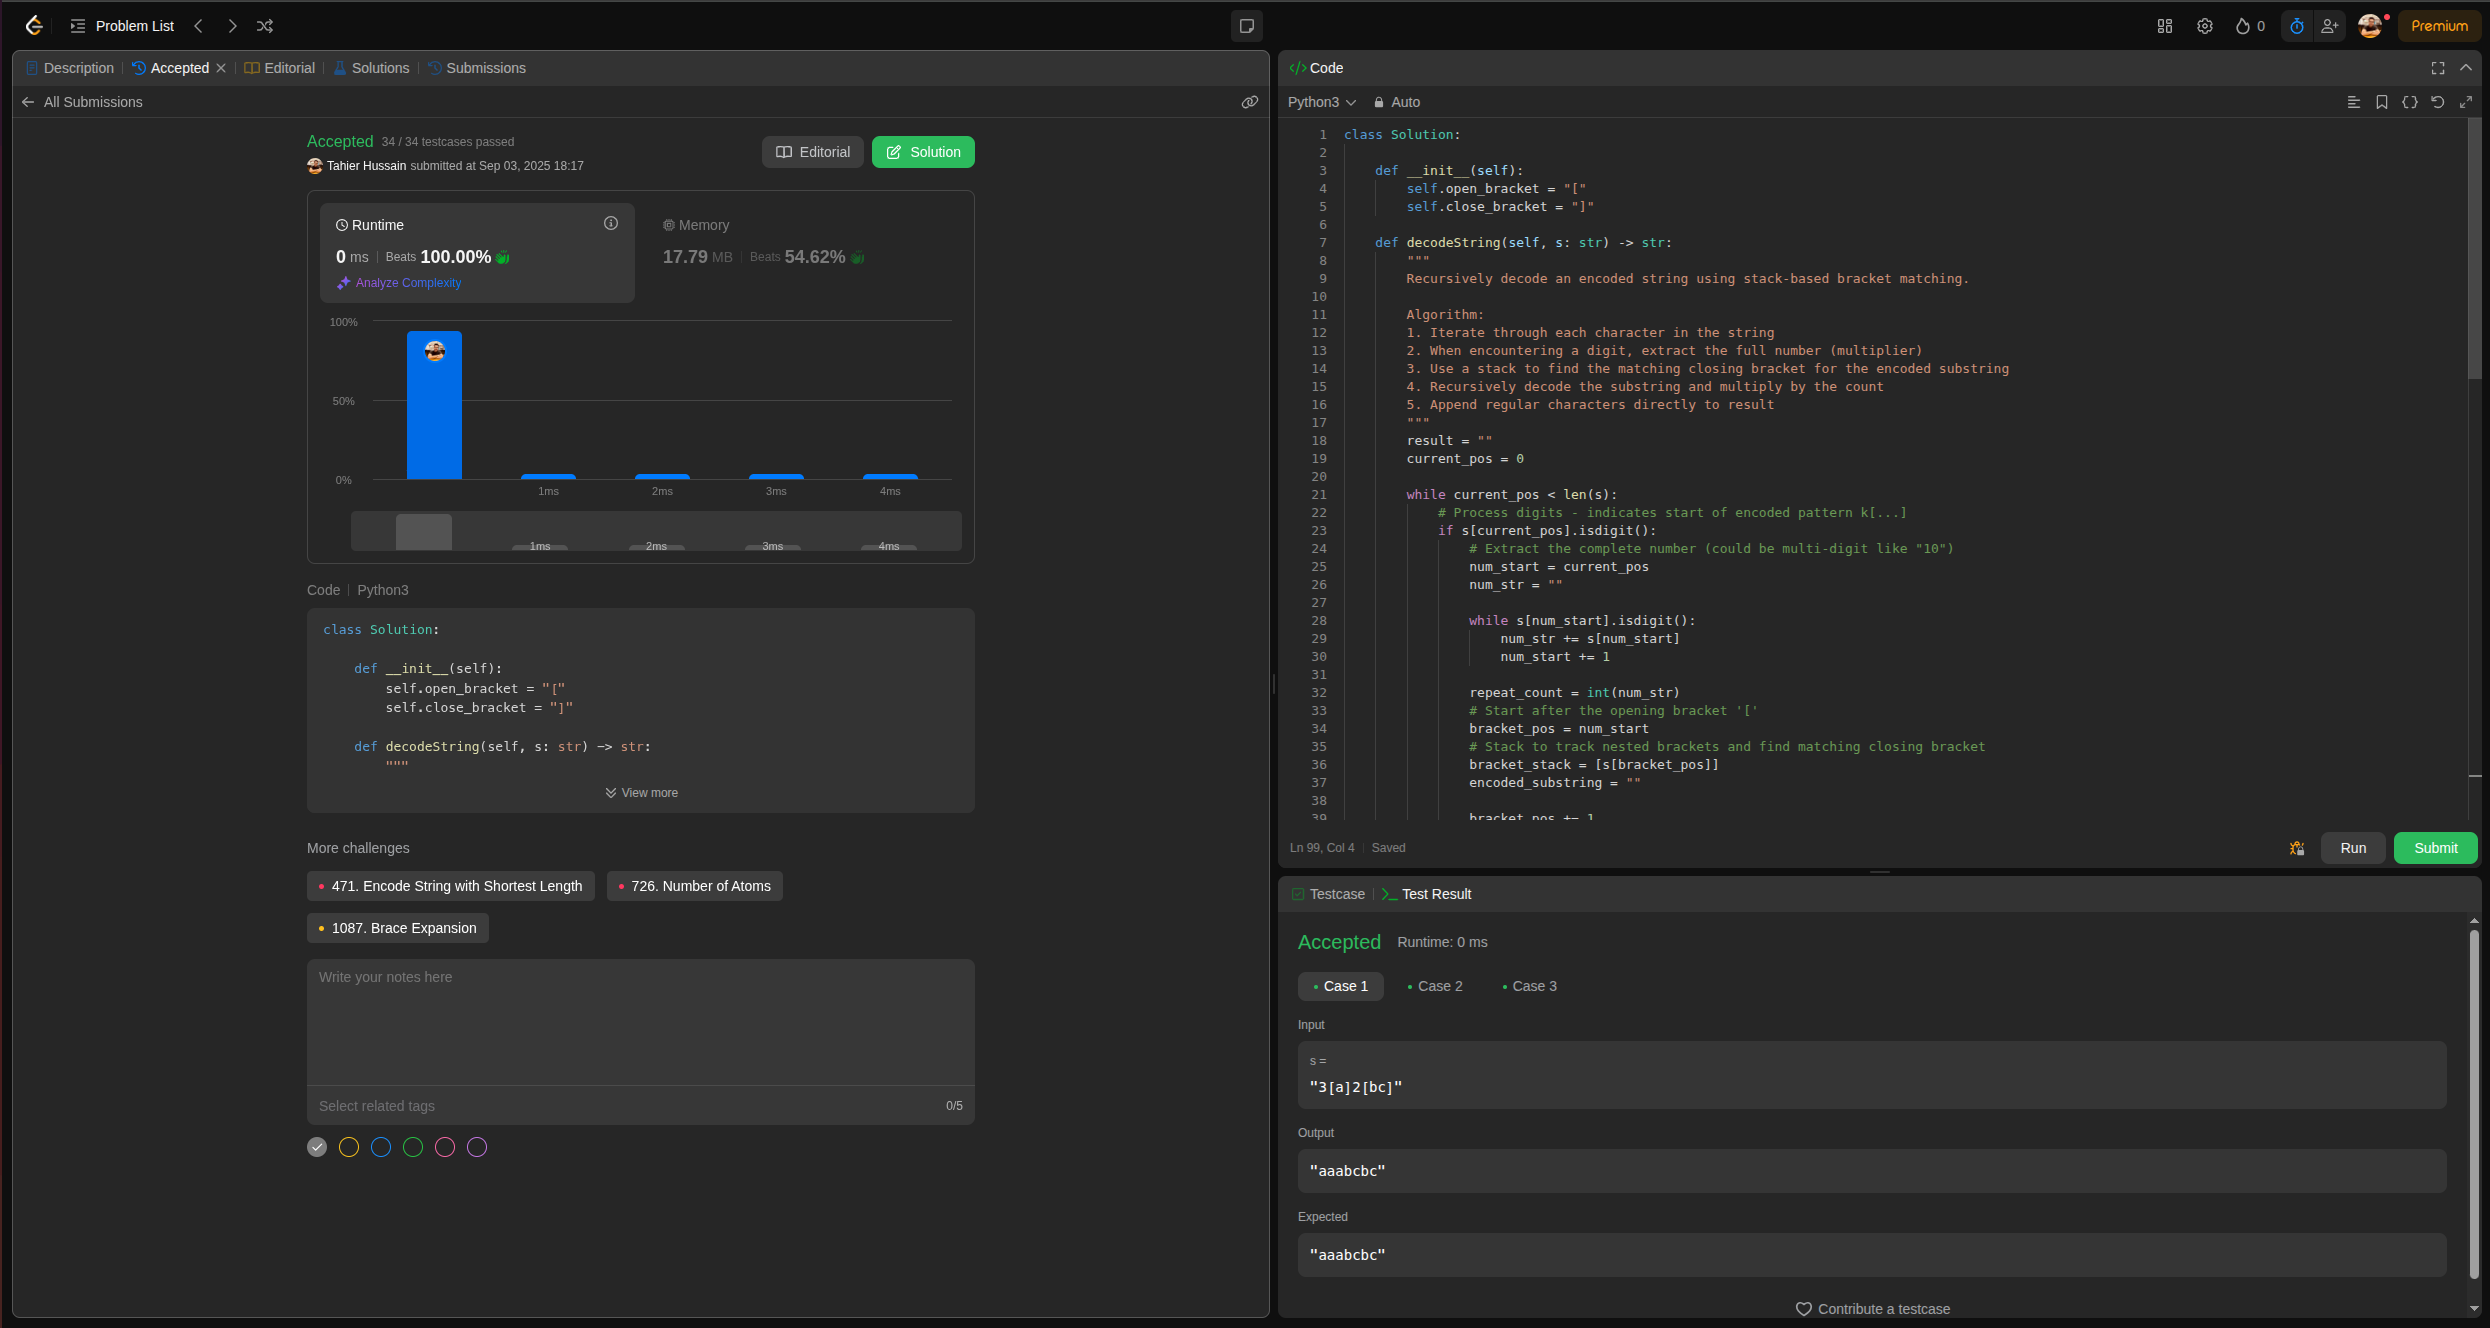 Problem List
0
Premium
Description
Accepted
Editorial
Solutions
Submissions
All Submissions
Accepted 34 / 34 testcases passed
Tahier Hussain submitted at Sep 03, 2025 18:17
Editorial
Solution
Runtime
0 ms Beats 100.00%
Analyze Complexity
Memory
17.79 MB Beats 54.62%
100%
50%
0%
1ms 2ms 3ms 4ms
1ms 2ms 3ms 4ms
Code Python3
class Solution:
    def __init__(self):
        self.open_bracket = "["
        self.close_bracket = "]"
    def decodeString(self, s: str) -> str:
        """
View more
More challenges
471. Encode String with Shortest Length
726. Number of Atoms
1087. Brace Expansion
Write your notes here
Select related tags 0/5
</> Code
Python3 Auto
1 class Solution:
2
3     def __init__(self):
4         self.open_bracket = "["
5         self.close_bracket = "]"
6
7     def decodeString(self, s: str) -> str:
8         """
9         Recursively decode an encoded string using stack-based bracket matching.
10
11         Algorithm:
12         1. Iterate through each character in the string
13         2. When encountering a digit, extract the full number (multiplier)
14         3. Use a stack to find the matching closing bracket for the encoded substring
15         4. Recursively decode the substring and multiply by the count
16         5. Append regular characters directly to result
17         """
18         result = ""
19         current_pos = 0
20
21         while current_pos < len(s):
22             # Process digits - indicates start of encoded pattern k[...]
23             if s[current_pos].isdigit():
24                 # Extract the complete number (could be multi-digit like "10")
25                 num_start = current_pos
26                 num_str = ""
27
28                 while s[num_start].isdigit():
29                     num_str += s[num_start]
30                     num_start += 1
31
32                 repeat_count = int(num_str)
33                 # Start after the opening bracket '['
34                 bracket_pos = num_start
35                 # Stack to track nested brackets and find matching closing bracket
36                 bracket_stack = [s[bracket_pos]]
37                 encoded_substring = ""
38
39                 bracket_pos += 1
Ln 99, Col 4 Saved
Run
Submit
Testcase
Test Result
Accepted Runtime: 0 ms
Case 1
Case 2
Case 3
Input
s =
"3[a]2[bc]"
Output
"aaabcbc"
Expected
"aaabcbc"
Contribute a testcase